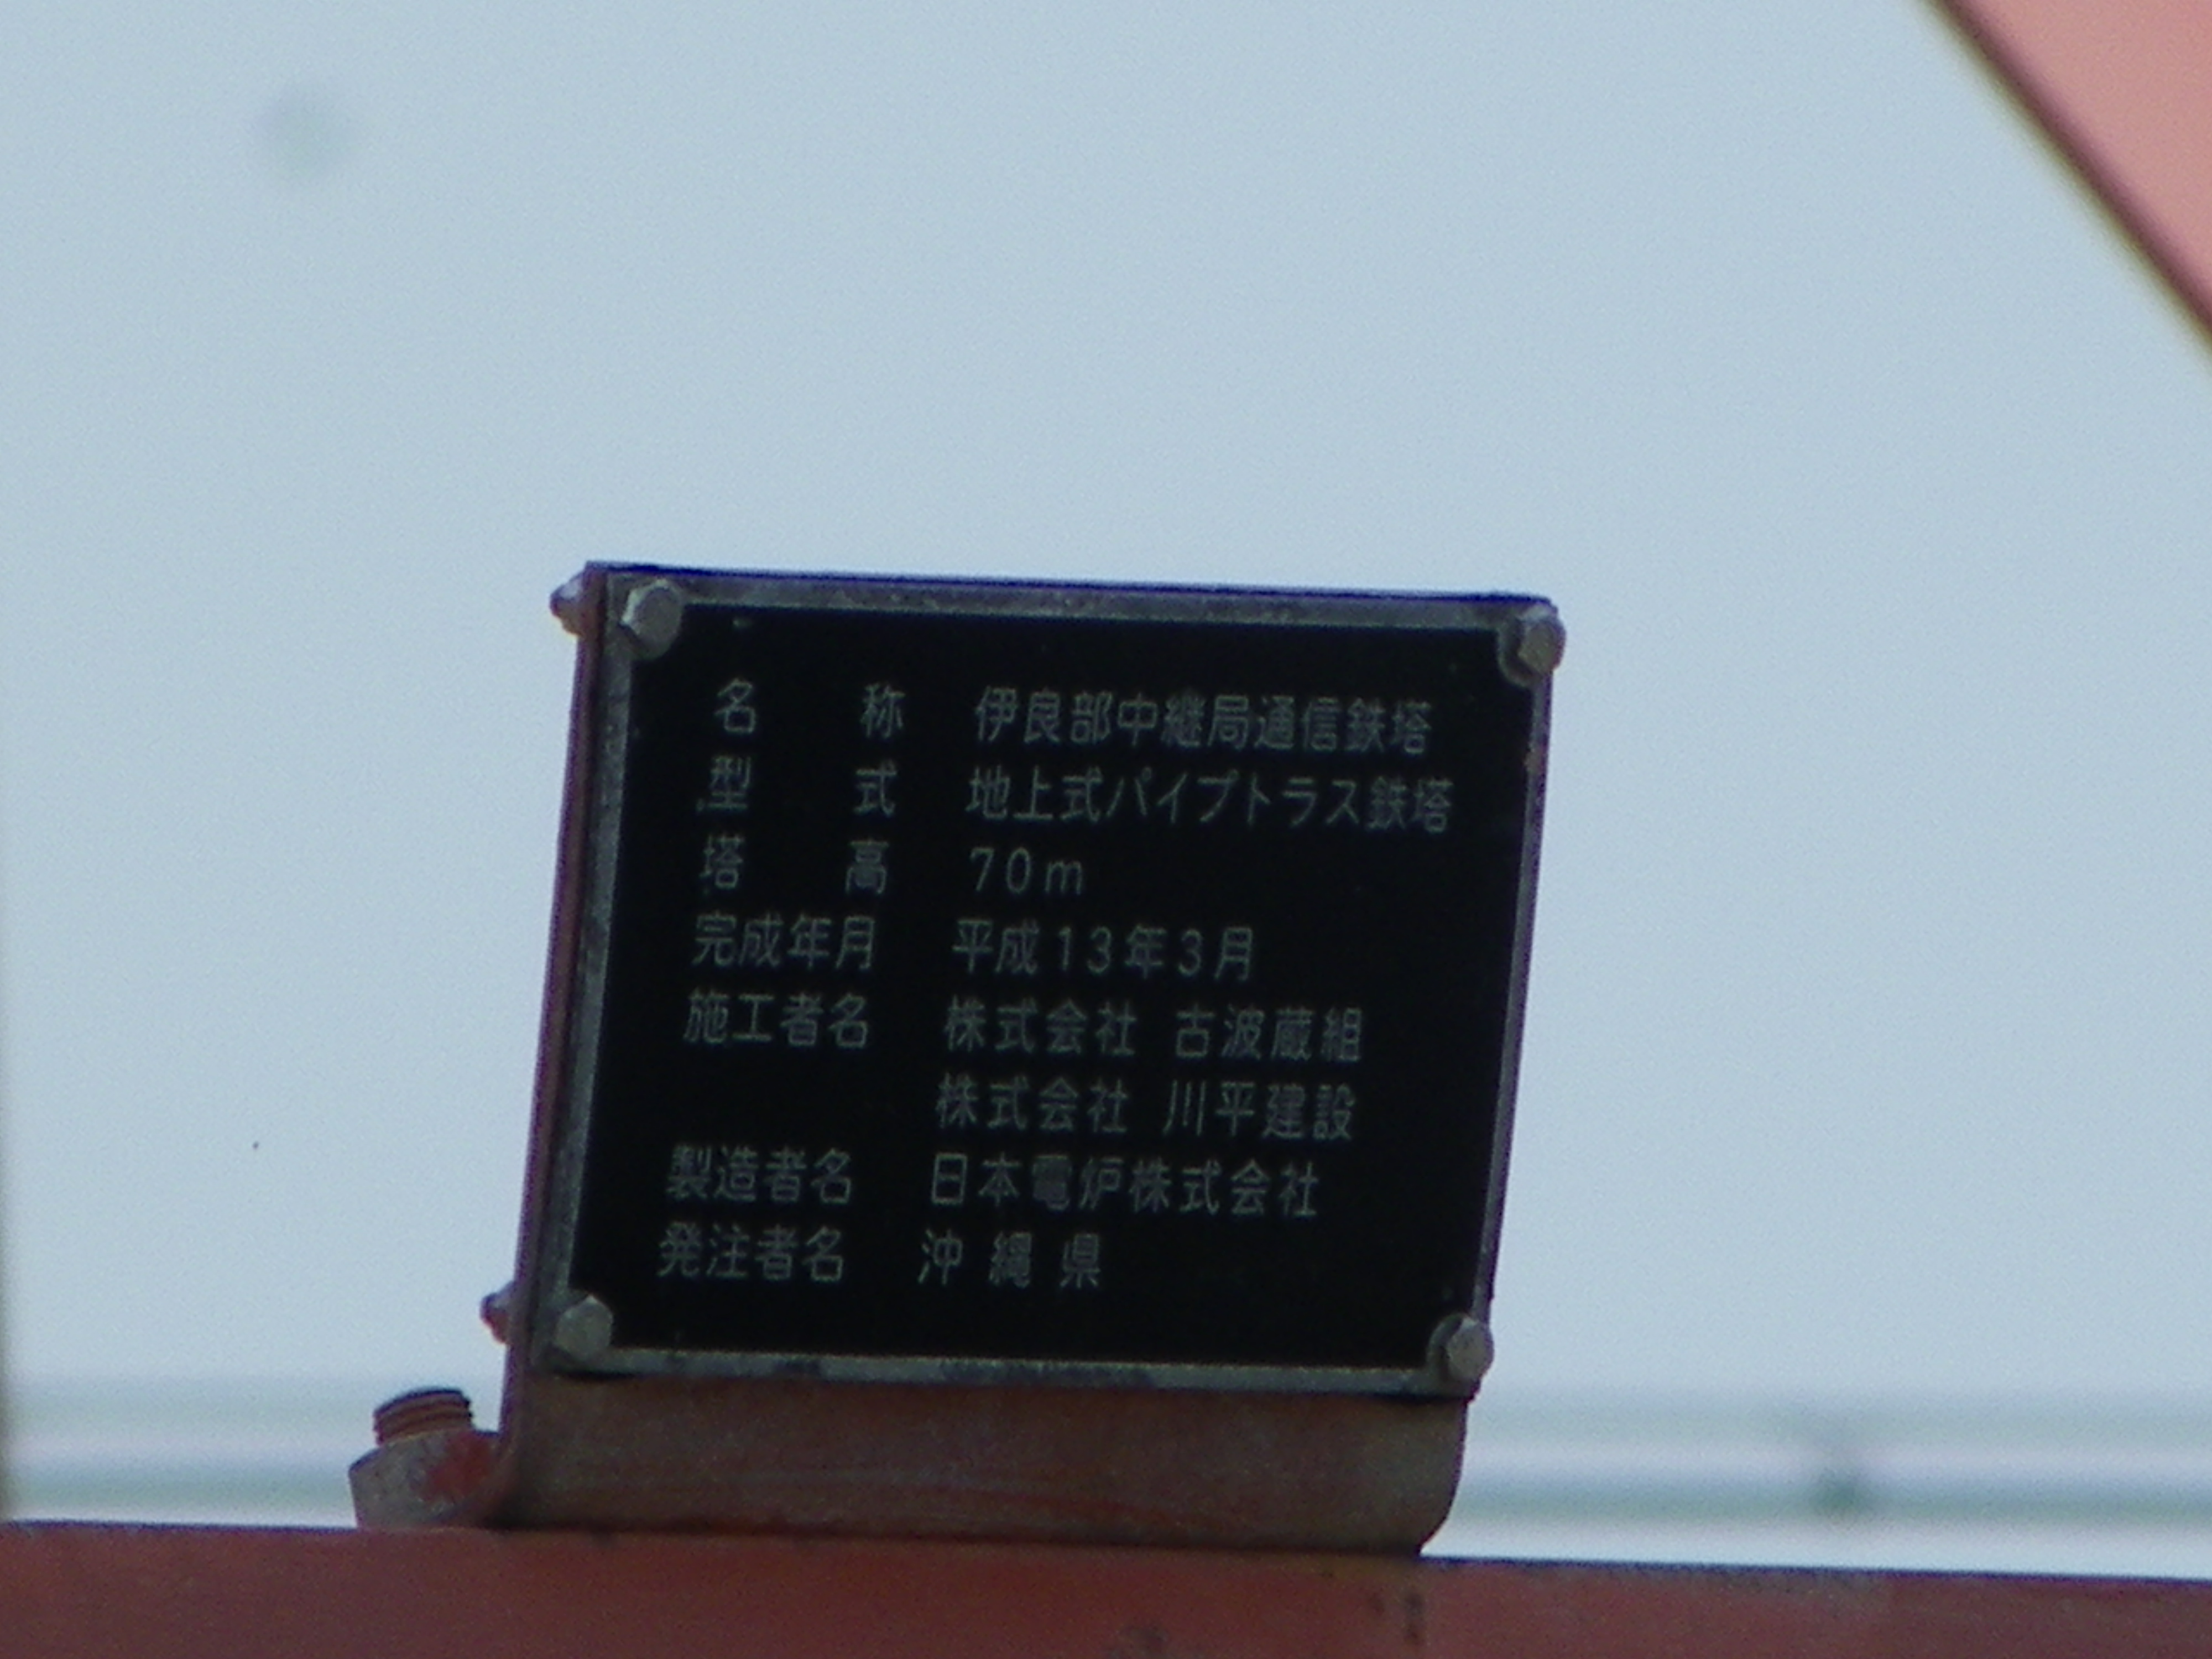 名称 伊良部中継局通信鉄塔
型式 地上式パイプトラス鉄塔
塔高 70m
完成年月 平成13年3月
施工者名 株式会社 古波蔵組
株式会社 川平建設
製造者名 日本電炉株式会社
発注者名 沖縄県